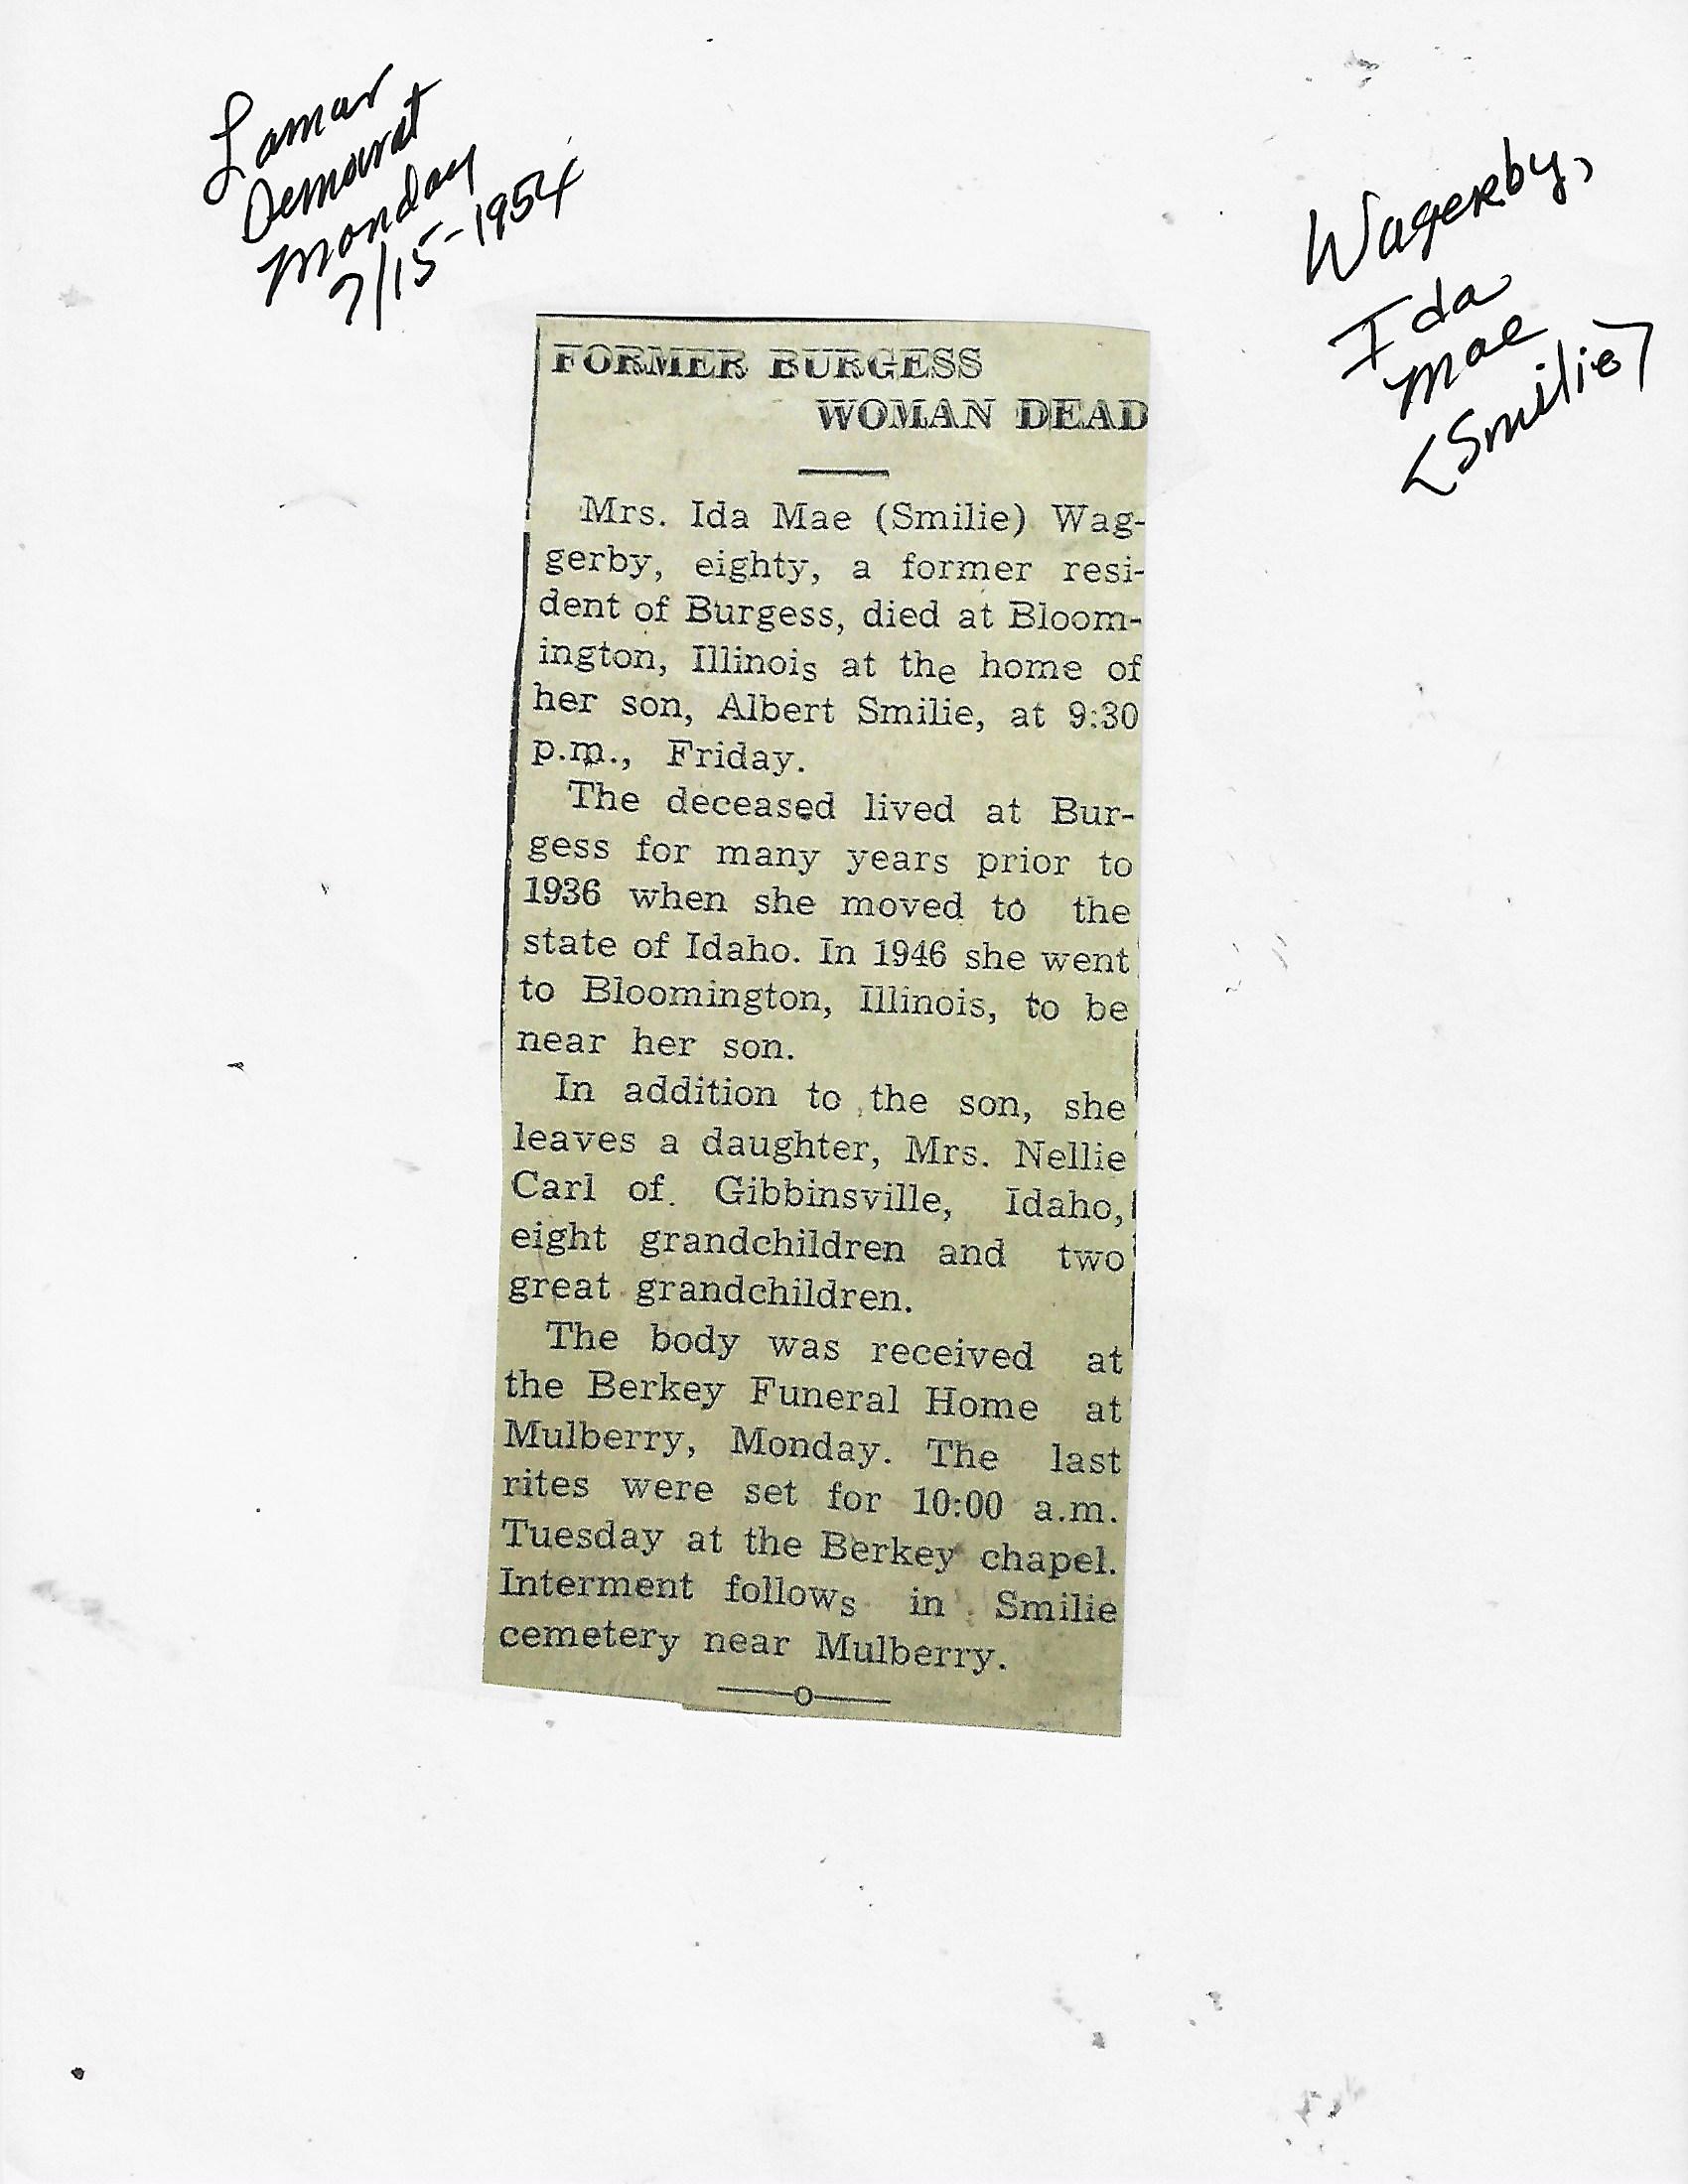 Lamar
Democrat
Monday
7/15-1954
Wagerby,
Ida
Mae
<Smilie>
FORMER BURGESS
WOMAN DEAD
Mrs. Ida Mae (Smilie) Wag-
gerby, eighty, a former resi-
dent of Burgess, died at Bloom-
ington, Illinois at the home of
her son, Albert Smilie, at 9:30
p.m., Friday.
The deceased lived at Bur-
gess for many years prior to
1936 when she moved to the
state of Idaho. In 1946 she went
to Bloomington, Illinois, to be
near her son.
In addition to the son, she
leaves a daughter, Mrs. Nellie
Carl of Gibbinsville, Idaho,
eight grandchildren and two
great grandchildren.
The body was received at
the Berkey Funeral Home at
Mulberry, Monday. The last
rites were set for 10:00 a.m.
Tuesday at the Berkey chapel.
Interment follows in Smilie
cemetery near Mulberry.